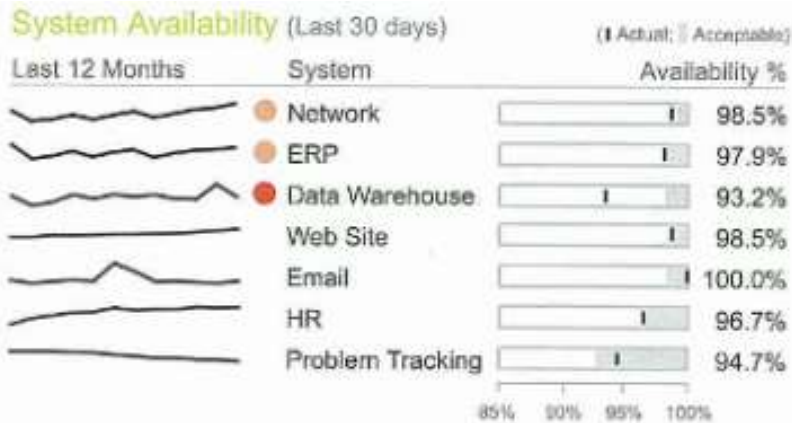 System Availability (Last 30 days)
(Actual; Acceptable)
Last 12 Months System Availability %
Network 98.5%
ERP 97.9%
Data Warehouse 93.2%
Web Site 98.5%
Email 100.0%
HR 96.7%
Problem Tracking 94.7%
85% 90% 95% 100%